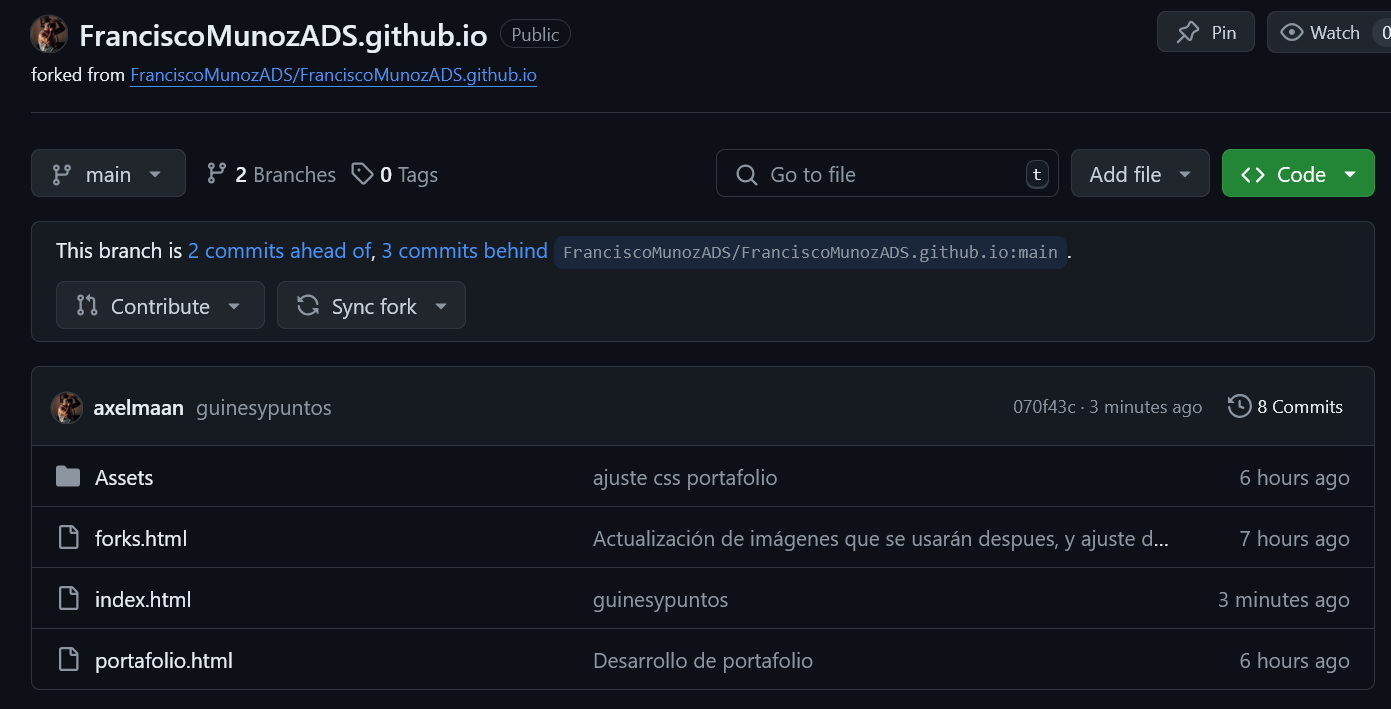 FranciscoMunozADS.github.io Public Pin Watch 0
forked from FranciscoMunozADS/FranciscoMunozADS.github.io
main 2 Branches 0 Tags Go to file t Add file Code
This branch is 2 commits ahead of, 3 commits behind FranciscoMunozADS/FranciscoMunozADS.github.io:main.
Contribute Sync fork
axelmaan guinesypuntos 070f43c · 3 minutes ago 8 Commits
Assets ajuste css portafolio 6 hours ago
forks.html Actualización de imágenes que se usarán despues, y ajuste d... 7 hours ago
index.html guinesypuntos 3 minutes ago
portafolio.html Desarrollo de portafolio 6 hours ago